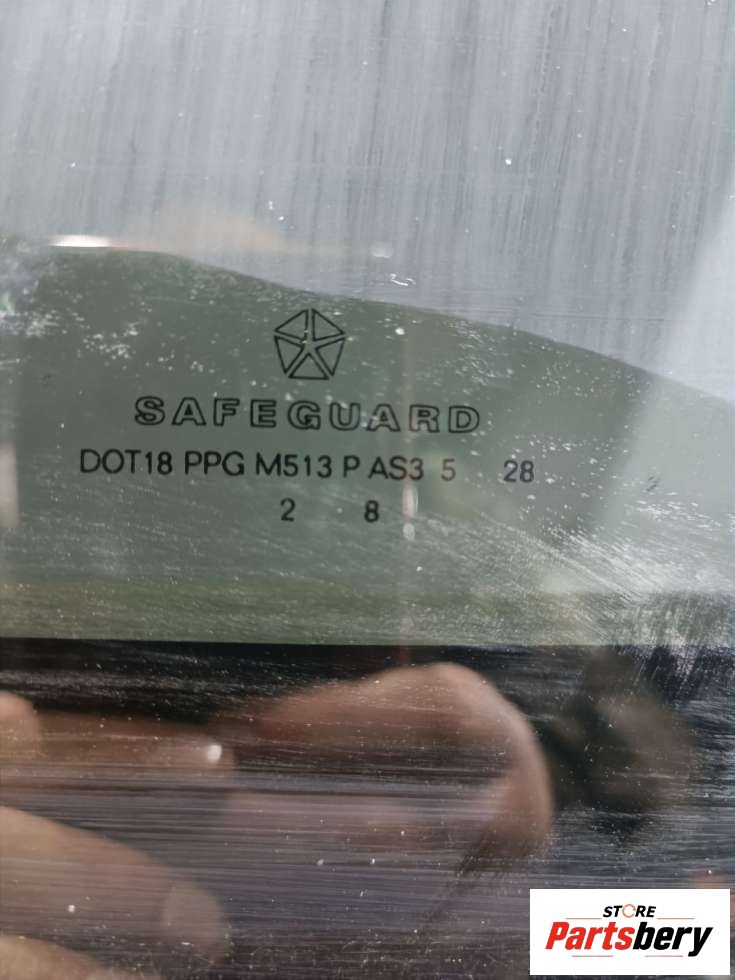 SAFEGUARD
DOT18 PPG M513 P AS3 5 28
2 8
STORE
Partsbery